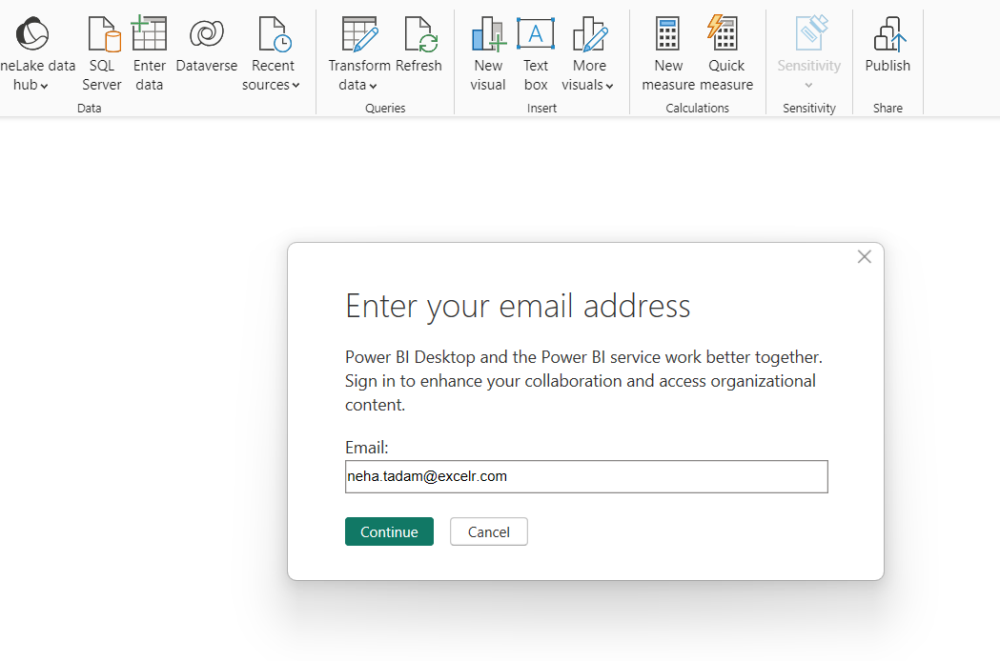 neLake data
hub
SQL
Server
Enter
data
Dataverse
Recent
sources
Data
Transform
data
Refresh
Queries
New
visual
Text
box
More
visuals
Insert
New
measure
Quick
measure
Calculations
Sensitivity
Sensitivity
Publish
Share
Enter your email address
Power BI Desktop and the Power BI service work better together.
Sign in to enhance your collaboration and access organizational
content.
Email:
neha.tadam@excelr.com
Continue
Cancel